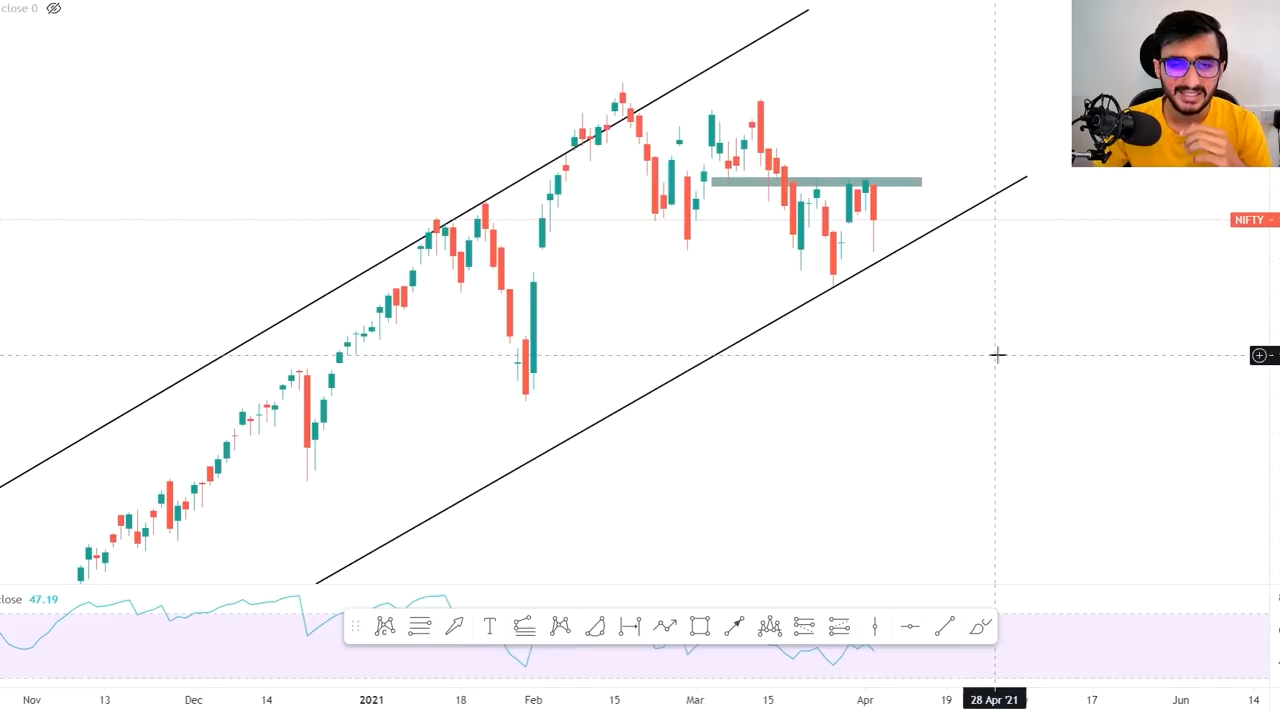 close 0
NIFTY -
close 47.19
T
Nov 13 Dec 14 2021 18 Feb 15 Mar 15 Apr 19 28 Apr '21 17 Jun 14